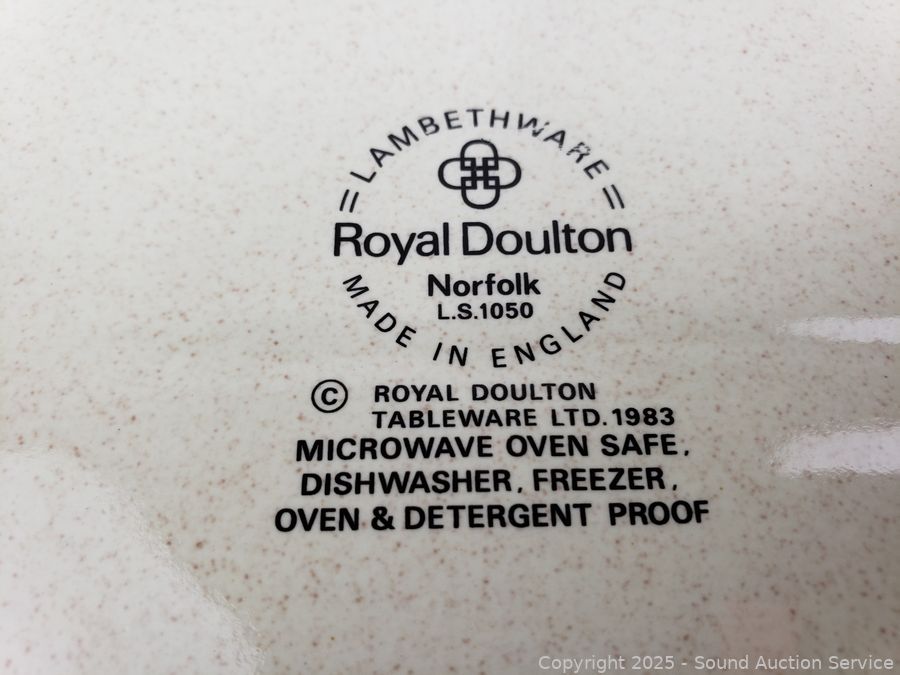 LAMBETHWARE
Royal Doulton
Norfolk
L.S.1050
MADE IN ENGLAND
© ROYAL DOULTON
TABLEWARE LTD. 1983
MICROWAVE OVEN SAFE,
DISHWASHER, FREEZER,
OVEN & DETERGENT PROOF
Copyright 2025 - Sound Auction Service